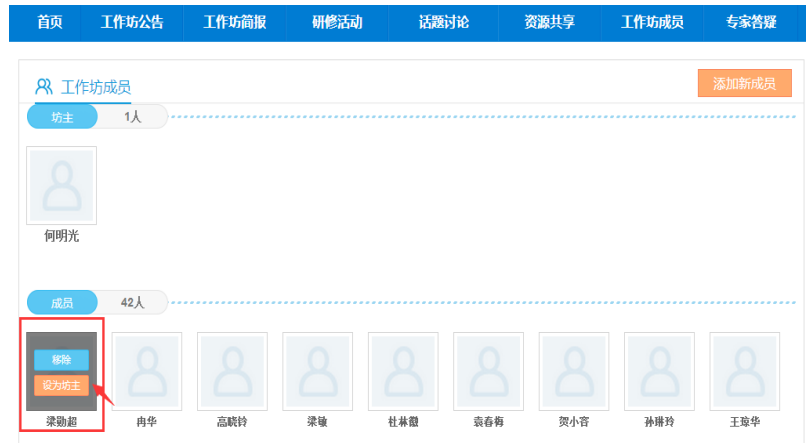 首页 工作坊公告 工作坊简报 研修活动 话题讨论 资源共享 工作坊成员 专家答疑
工作坊成员 添加新成员
坊主 1人
何明光
成员 42人
移除
设为坊主
梁勋超 冉华 高晓铃 梁敏 杜林徽 袁春梅 贺小容 孙琳玲 王琼华